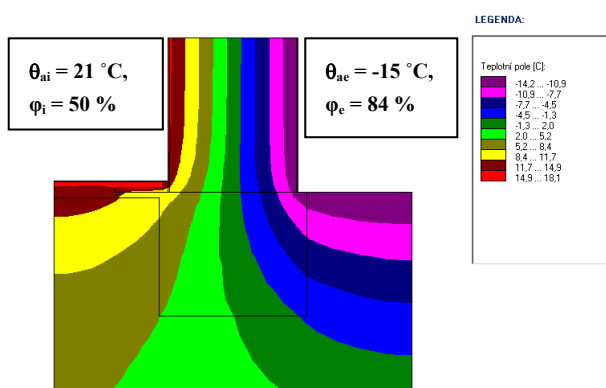 θai = 21 ˚C,
φi = 50 %
θae = -15 ˚C,
φe = 84 %
LEGENDA:
Teplotní pole [C]:
-14,2 ... -10,9
-10,9 ... -7,7
-7,7 ... -4,5
-4,5 ... -1,3
-1,3 ... 2,0
2,0 ... 5,2
5,2 ... 8,4
8,4 ... 11,7
11,7 ... 14,9
14,9 ... 18,1